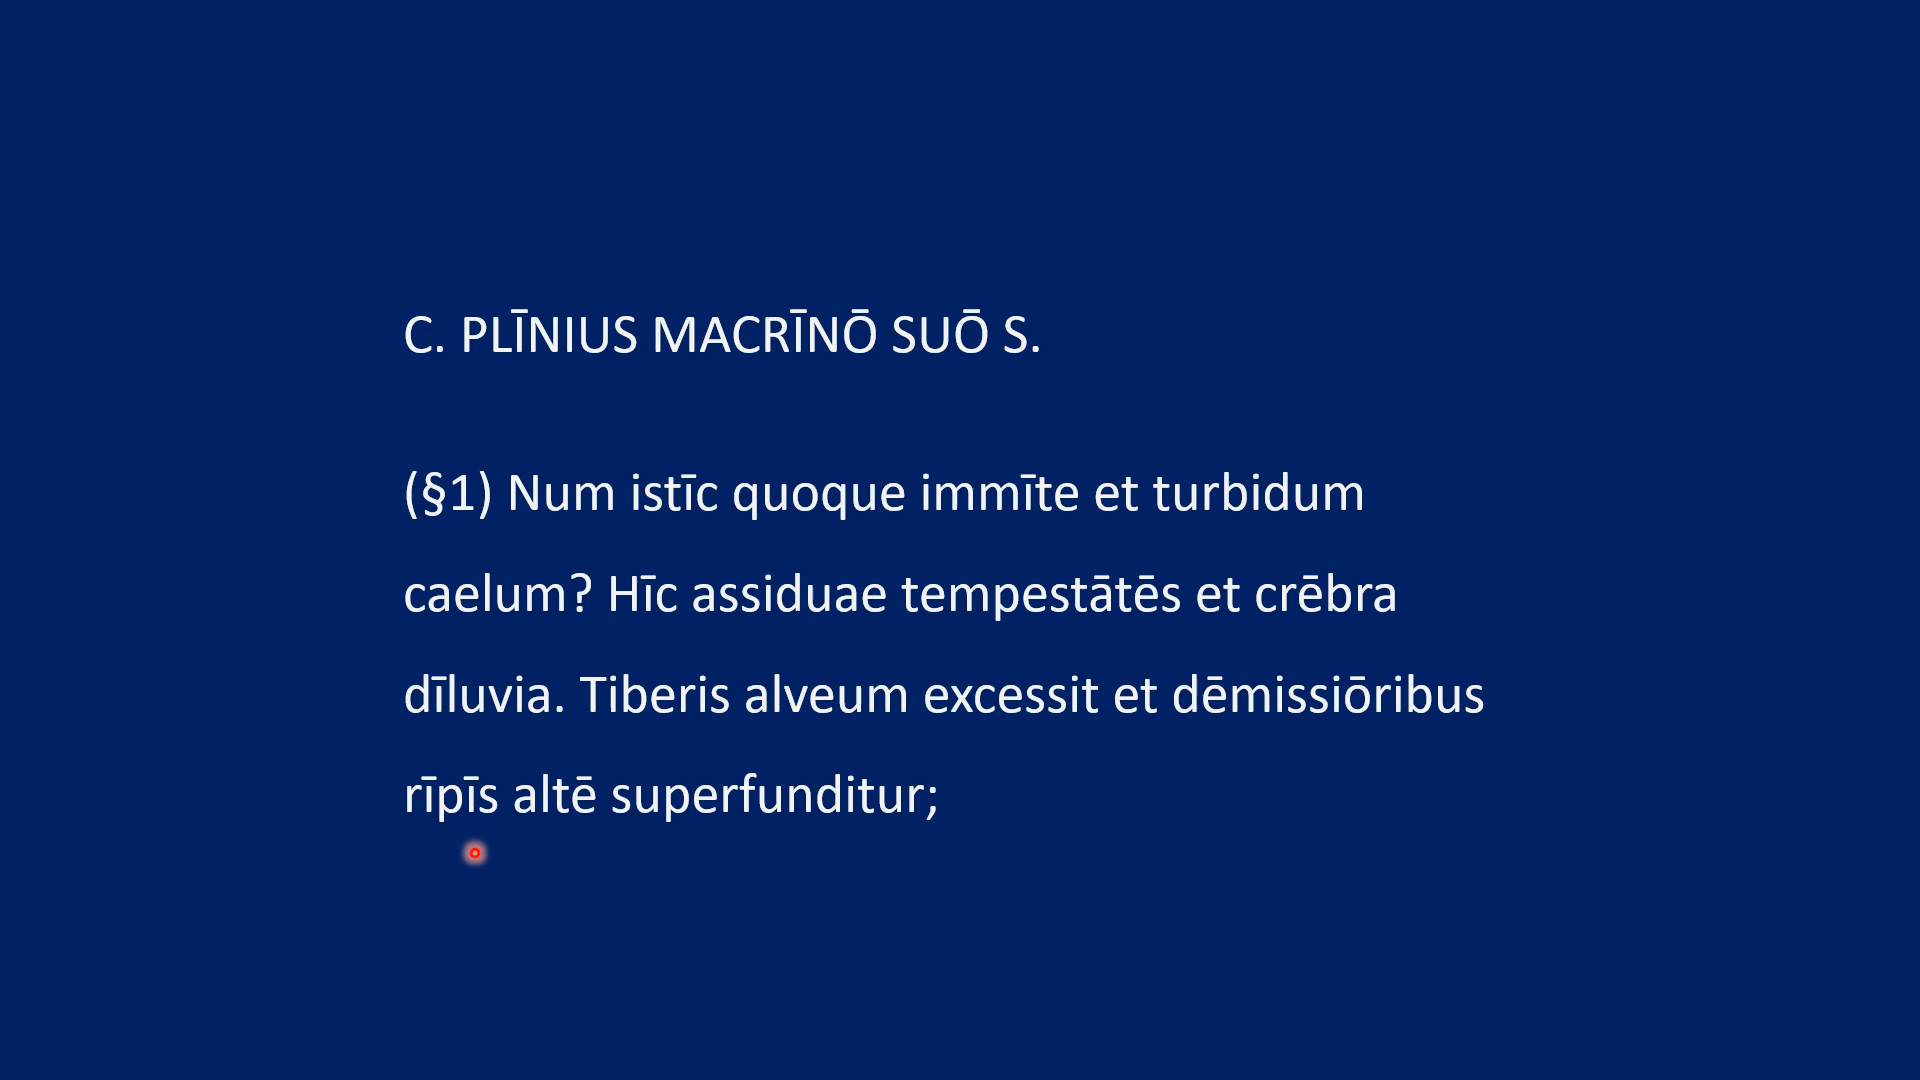 C. PLĪNIUS MACRĪNŌ SUŌ S.
(§1) Num istīc quoque immīte et turbidum
caelum? Hīc assiduae tempestātēs et crēbra
dīluvia. Tiberis alveum excessit et dēmissiōribus
rīpīs altē superfunditur;